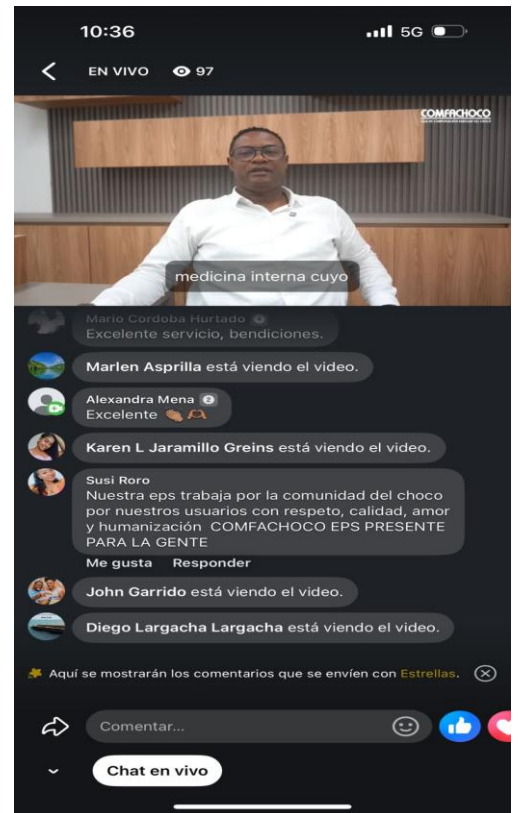 10:36
5G
EN VIVO 97
COMFACHOCO
medicina interna cuyo
Mario Cordoba Hurtado
Excelente servicio, bendiciones.
Marlen Asprilla está viendo el video.
Alexandra Mena
Excelente 👏🏽🫶🏽
Karen L Jaramillo Greins está viendo el video.
Susi Roro
Nuestra eps trabaja por la comunidad del choco
por nuestros usuarios con respeto, calidad, amor
y humanización COMFACHOCO EPS PRESENTE
PARA LA GENTE
Me gusta Responder
John Garrido está viendo el video.
Diego Largacha Largacha está viendo el video.
Aquí se mostrarán los comentarios que se envíen con Estrellas.
Comentar...
Chat en vivo